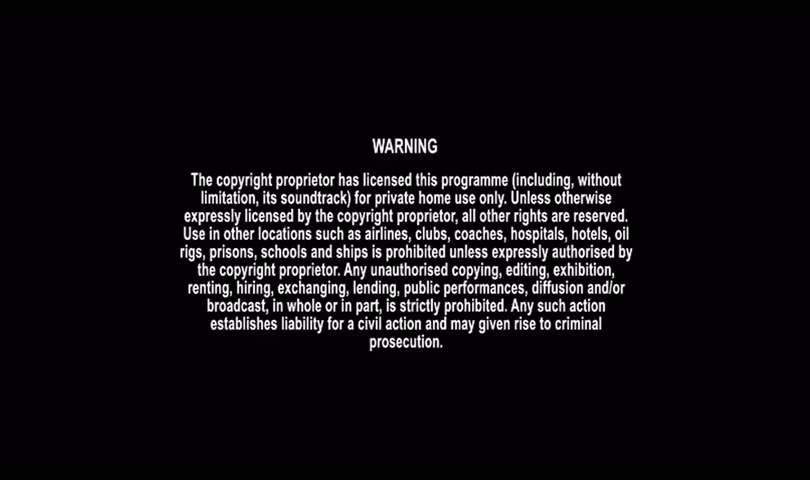 WARNING
The copyright proprietor has licensed this programme (including, without
limitation, its soundtrack) for private home use only. Unless otherwise
expressly licensed by the copyright proprietor, all other rights are reserved.
Use in other locations such as airlines, clubs, coaches, hospitals, hotels, oil
rigs, prisons, schools and ships is prohibited unless expressly authorised by
the copyright proprietor. Any unauthorised copying, editing, exhibition,
renting, hiring, exchanging, lending, public performances, diffusion and/or
broadcast, in whole or in part, is strictly prohibited. Any such action
establishes liability for a civil action and may given rise to criminal
prosecution.